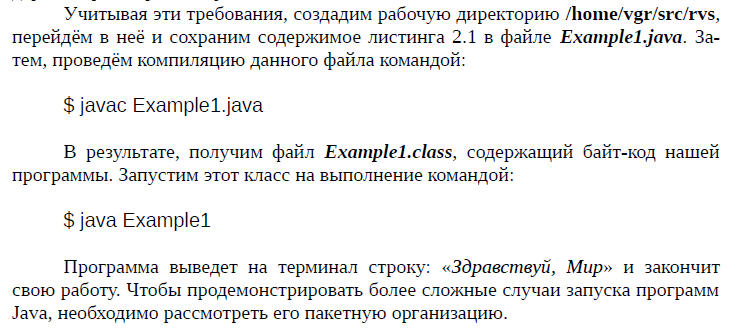 Учитывая эти требования, создадим рабочую директорию /home/vgr/src/rvs,
перейдём в неё и сохраним содержимое листинга 2.1 в файле Example1.java. За-
тем, проведём компиляцию данного файла командой:
$ javac Example1.java
В результате, получим файл Example1.class, содержащий байт-код нашей
программы. Запустим этот класс на выполнение командой:
$ java Example1
Программа выведет на терминал строку: «Здравствуй, Мир» и закончит
свою работу. Чтобы продемонстрировать более сложные случаи запуска программ
Java, необходимо рассмотреть его пакетную организацию.